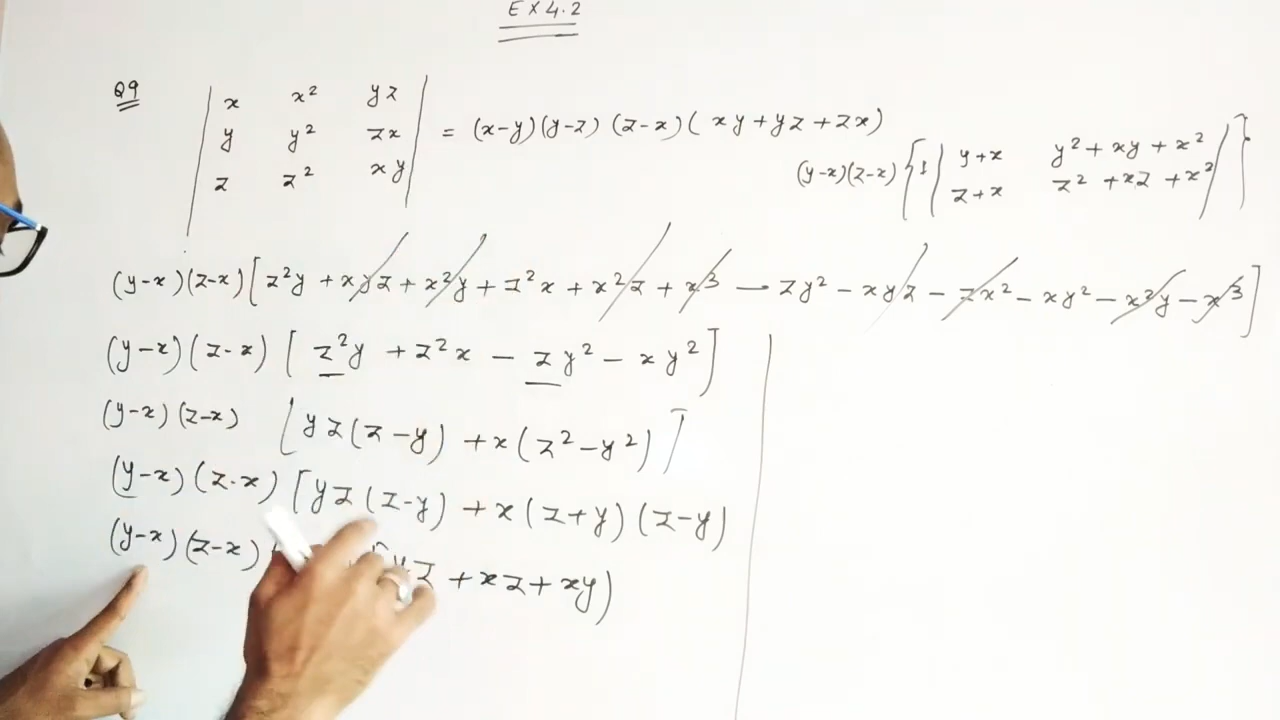 Ex 4.2
Q9
| x x² yz |
| y y² zx | = (x-y)(y-z)(z-x)(xy+yz+zx)
| z z² xy |
(y-x)(z-x){1| y+x y²+xy+x² |}
| z+x z²+xz+x² |
(y-x)(z-x)[z²y + xyz + x²y + z²x + x²z + x³ - zy² - xyz - zx² - xy² - x²y - x³]
(y-x)(z-x) [z²y + z²x - zy² - xy²]
(y-x)(z-x) [yz(z-y) + x(z²-y²)]
(y-x)(z-x) [yz(z-y) + x(z+y)(z-y)
(y-x)(z-x) yz + xz + xy)